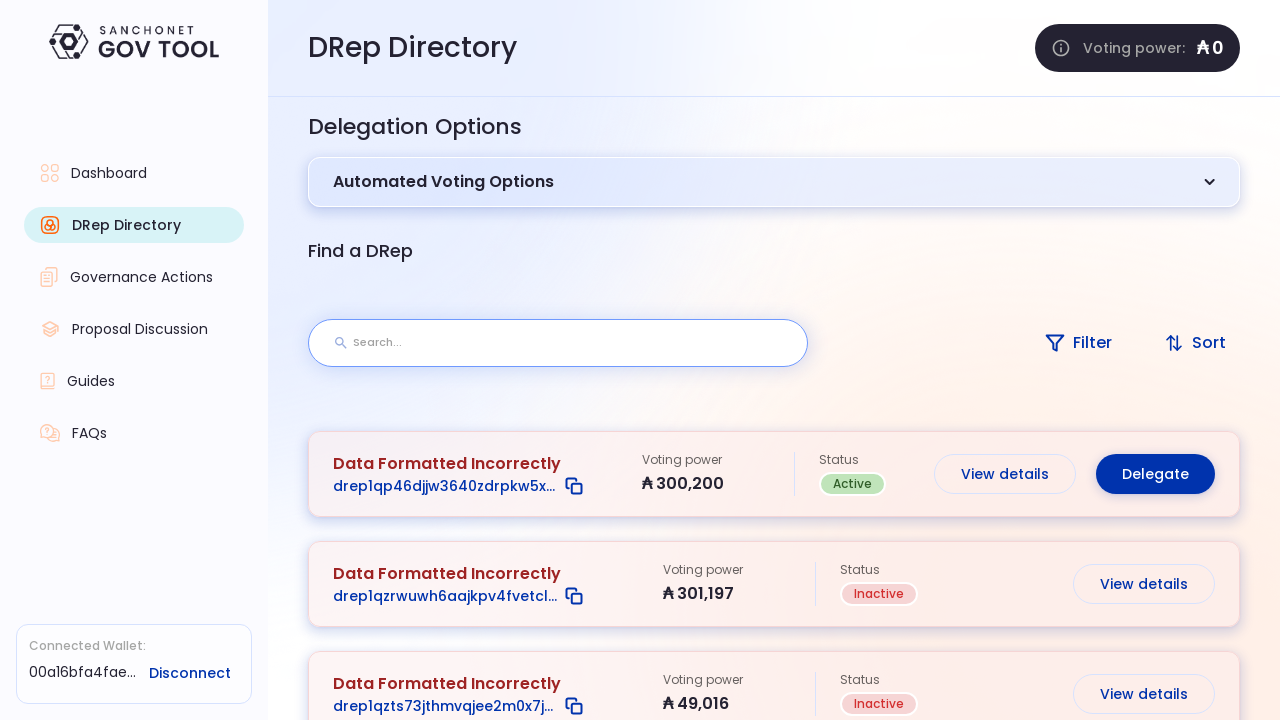 SANCHONET
GOV TOOL
DRep Directory
Voting power: ₳ 0
Dashboard
DRep Directory
Governance Actions
Proposal Discussion
Guides
FAQs
Connected Wallet:
00a16bfa4fae... Disconnect
Delegation Options
Automated Voting Options
Find a DRep
Search...
Filter
Sort
Data Formatted Incorrectly
drep1qp46djjw3640zdrpkw5x...
Voting power
₳ 300,200
Status
Active
View details
Delegate
Data Formatted Incorrectly
drep1qzrwuwh6aajkpv4fvetcl...
Voting power
₳ 301,197
Status
Inactive
View details
Data Formatted Incorrectly
drep1qzts73jthmvqjee2m0x7j...
Voting power
₳ 49,016
Status
Inactive
View details